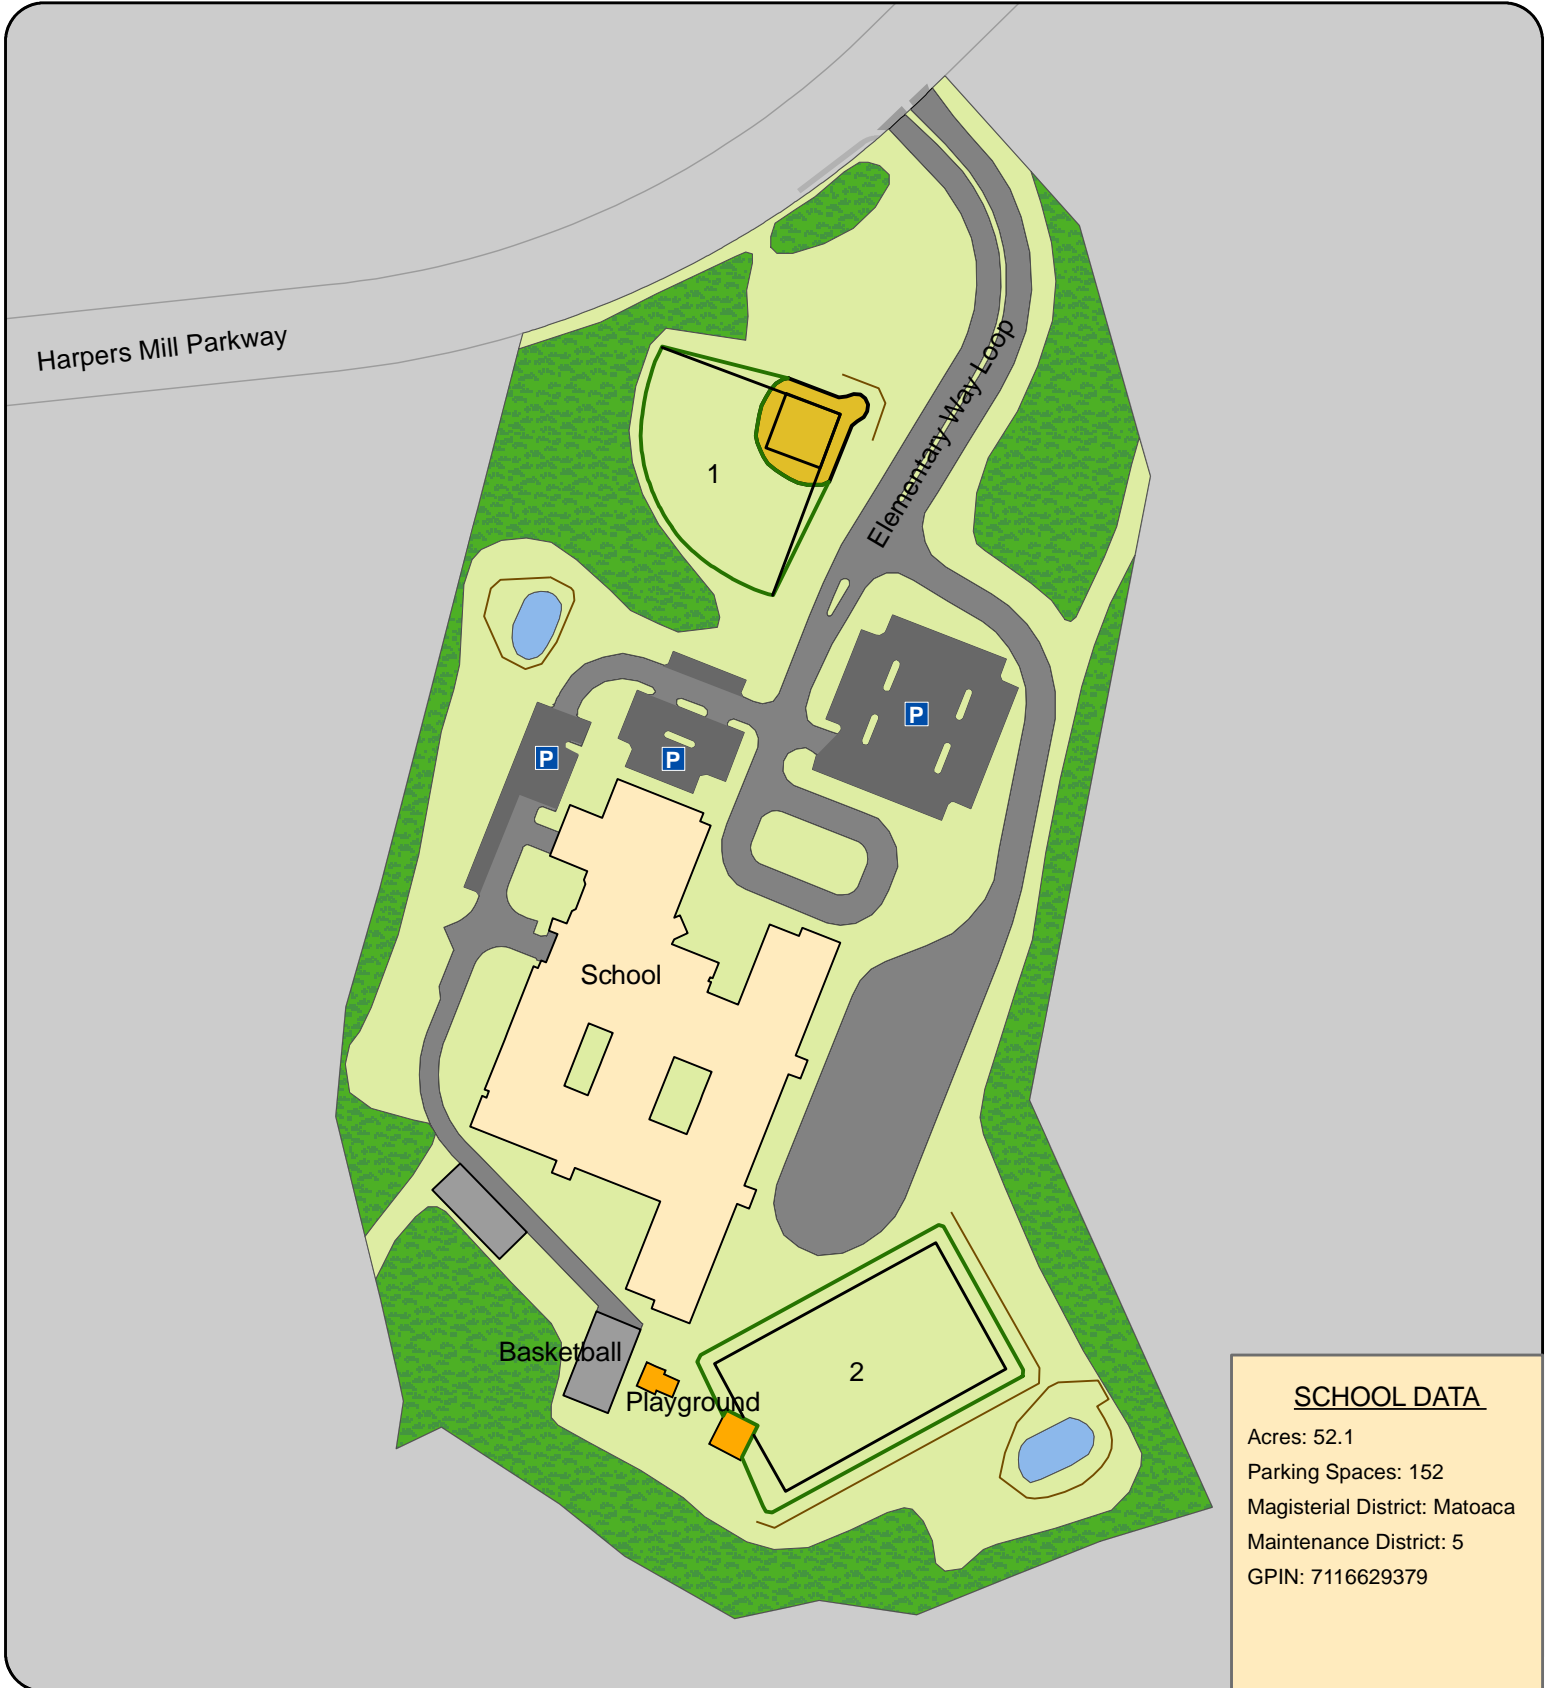 Harpers Mill Parkway
Elementary Way Loop
1
P
P
P
School
Basketball
Playground
2
SCHOOL DATA
Acres: 52.1
Parking Spaces: 152
Magisterial District: Matoaca
Maintenance District: 5
GPIN: 7116629379